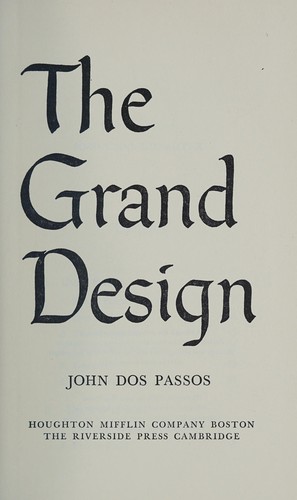 The
Grand
Design
JOHN DOS PASSOS
HOUGHTON MIFFLIN COMPANY BOSTON
THE RIVERSIDE PRESS CAMBRIDGE